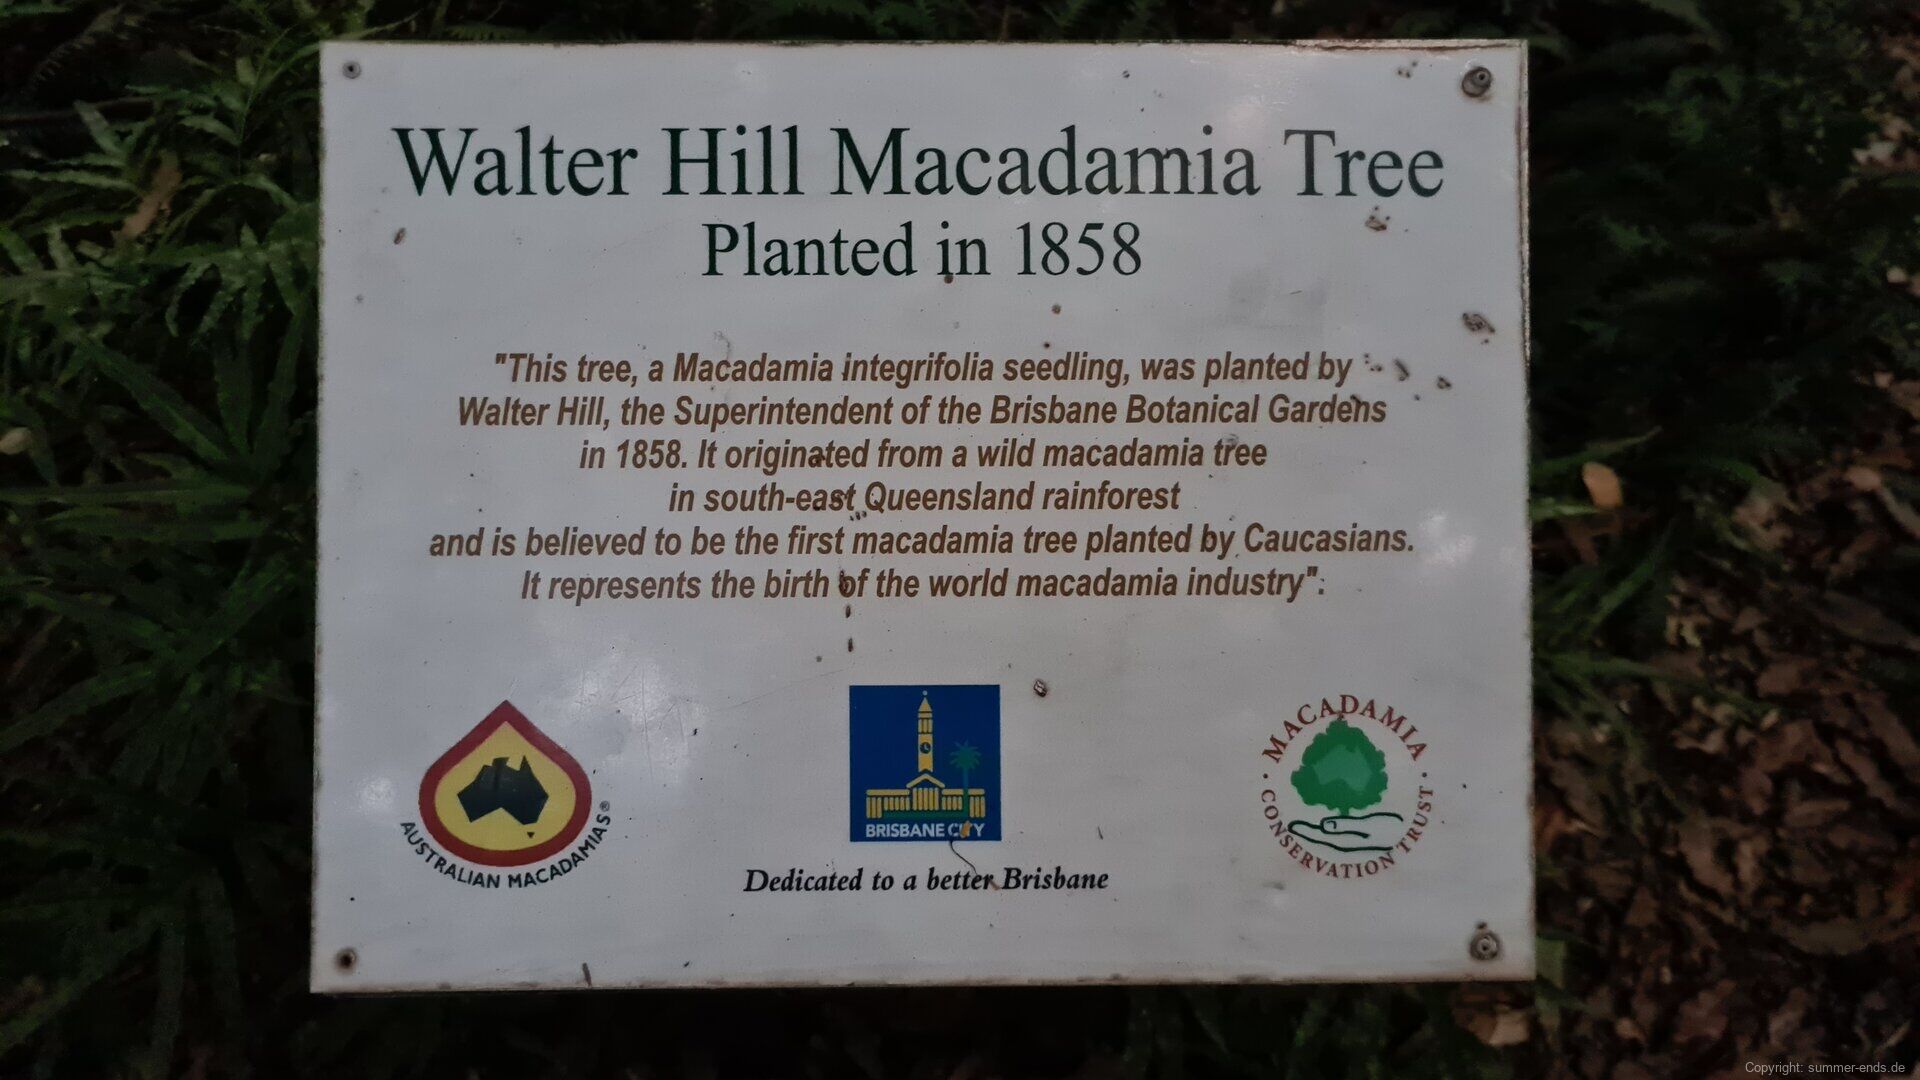 Walter Hill Macadamia Tree
Planted in 1858
"This tree, a Macadamia integrifolia seedling, was planted by
Walter Hill, the Superintendent of the Brisbane Botanical Gardens
in 1858. It originated from a wild macadamia tree
in south-east Queensland rainforest
and is believed to be the first macadamia tree planted by Caucasians.
It represents the birth of the world macadamia industry".
AUSTRALIAN MACADAMIAS®
BRISBANE CITY
Dedicated to a better Brisbane
· MACADAMIA ·
CONSERVATION TRUST
Copyright: summer-ends.de